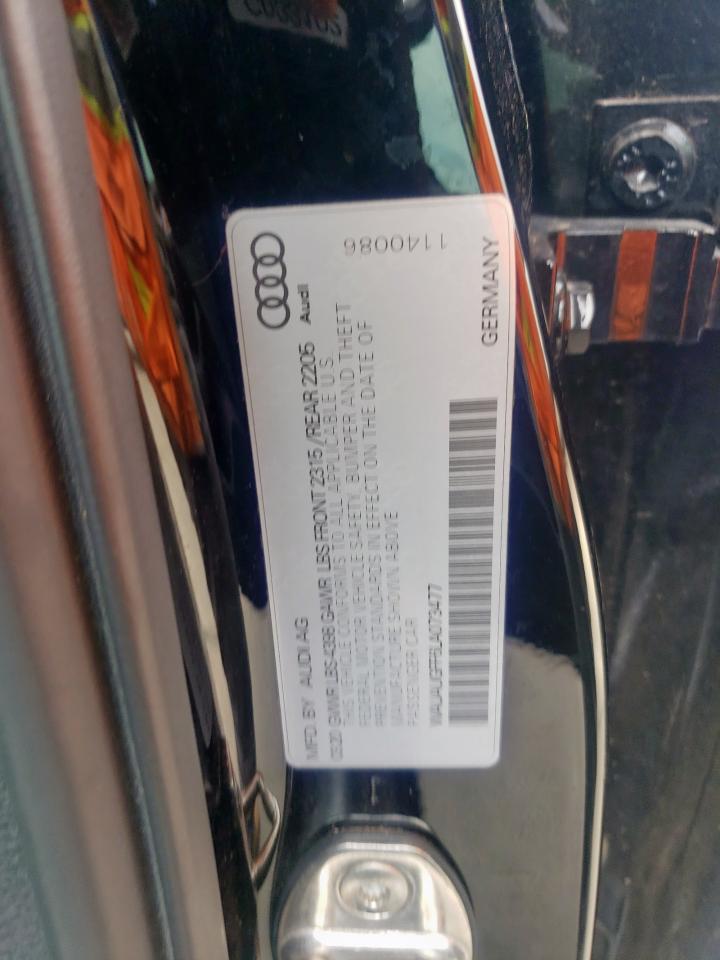 MFD. BY AUDI AG
Audi
1140086
02/20 GVWR LBS 4398 GAWR LBS FRONT 2315 / REAR 2205
THIS VEHICLE CONFORMS TO ALL APPLICABLE U.S.
FEDERAL MOTOR VEHICLE SAFETY, BUMPER AND THEFT
PREVENTION STANDARDS IN EFFECT ON THE DATE OF
MANUFACTURE SHOWN ABOVE
PASSENGER CAR
GERMANY